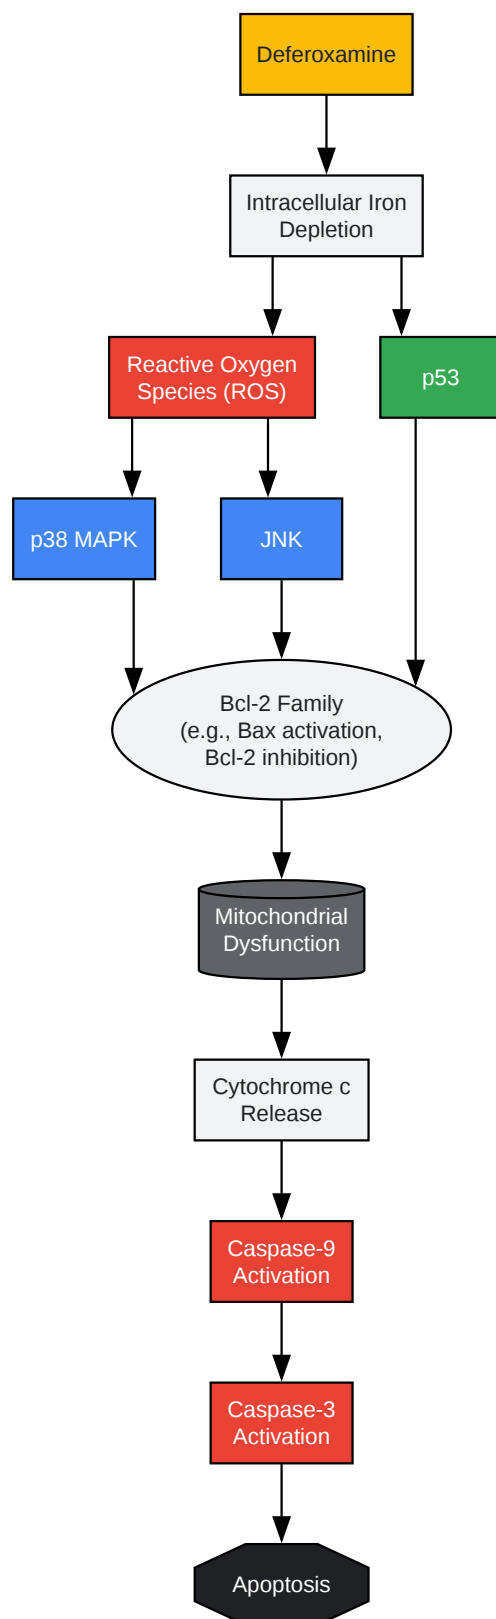 Deferoxamine
Intracellular Iron
Depletion
Reactive Oxygen
Species (ROS)
p53
p38 MAPK
JNK
Bcl-2 Family
(e.g., Bax activation,
Bcl-2 inhibition)
Mitochondrial
Dysfunction
Cytochrome c
Release
Caspase-9
Activation
Caspase-3
Activation
Apoptosis